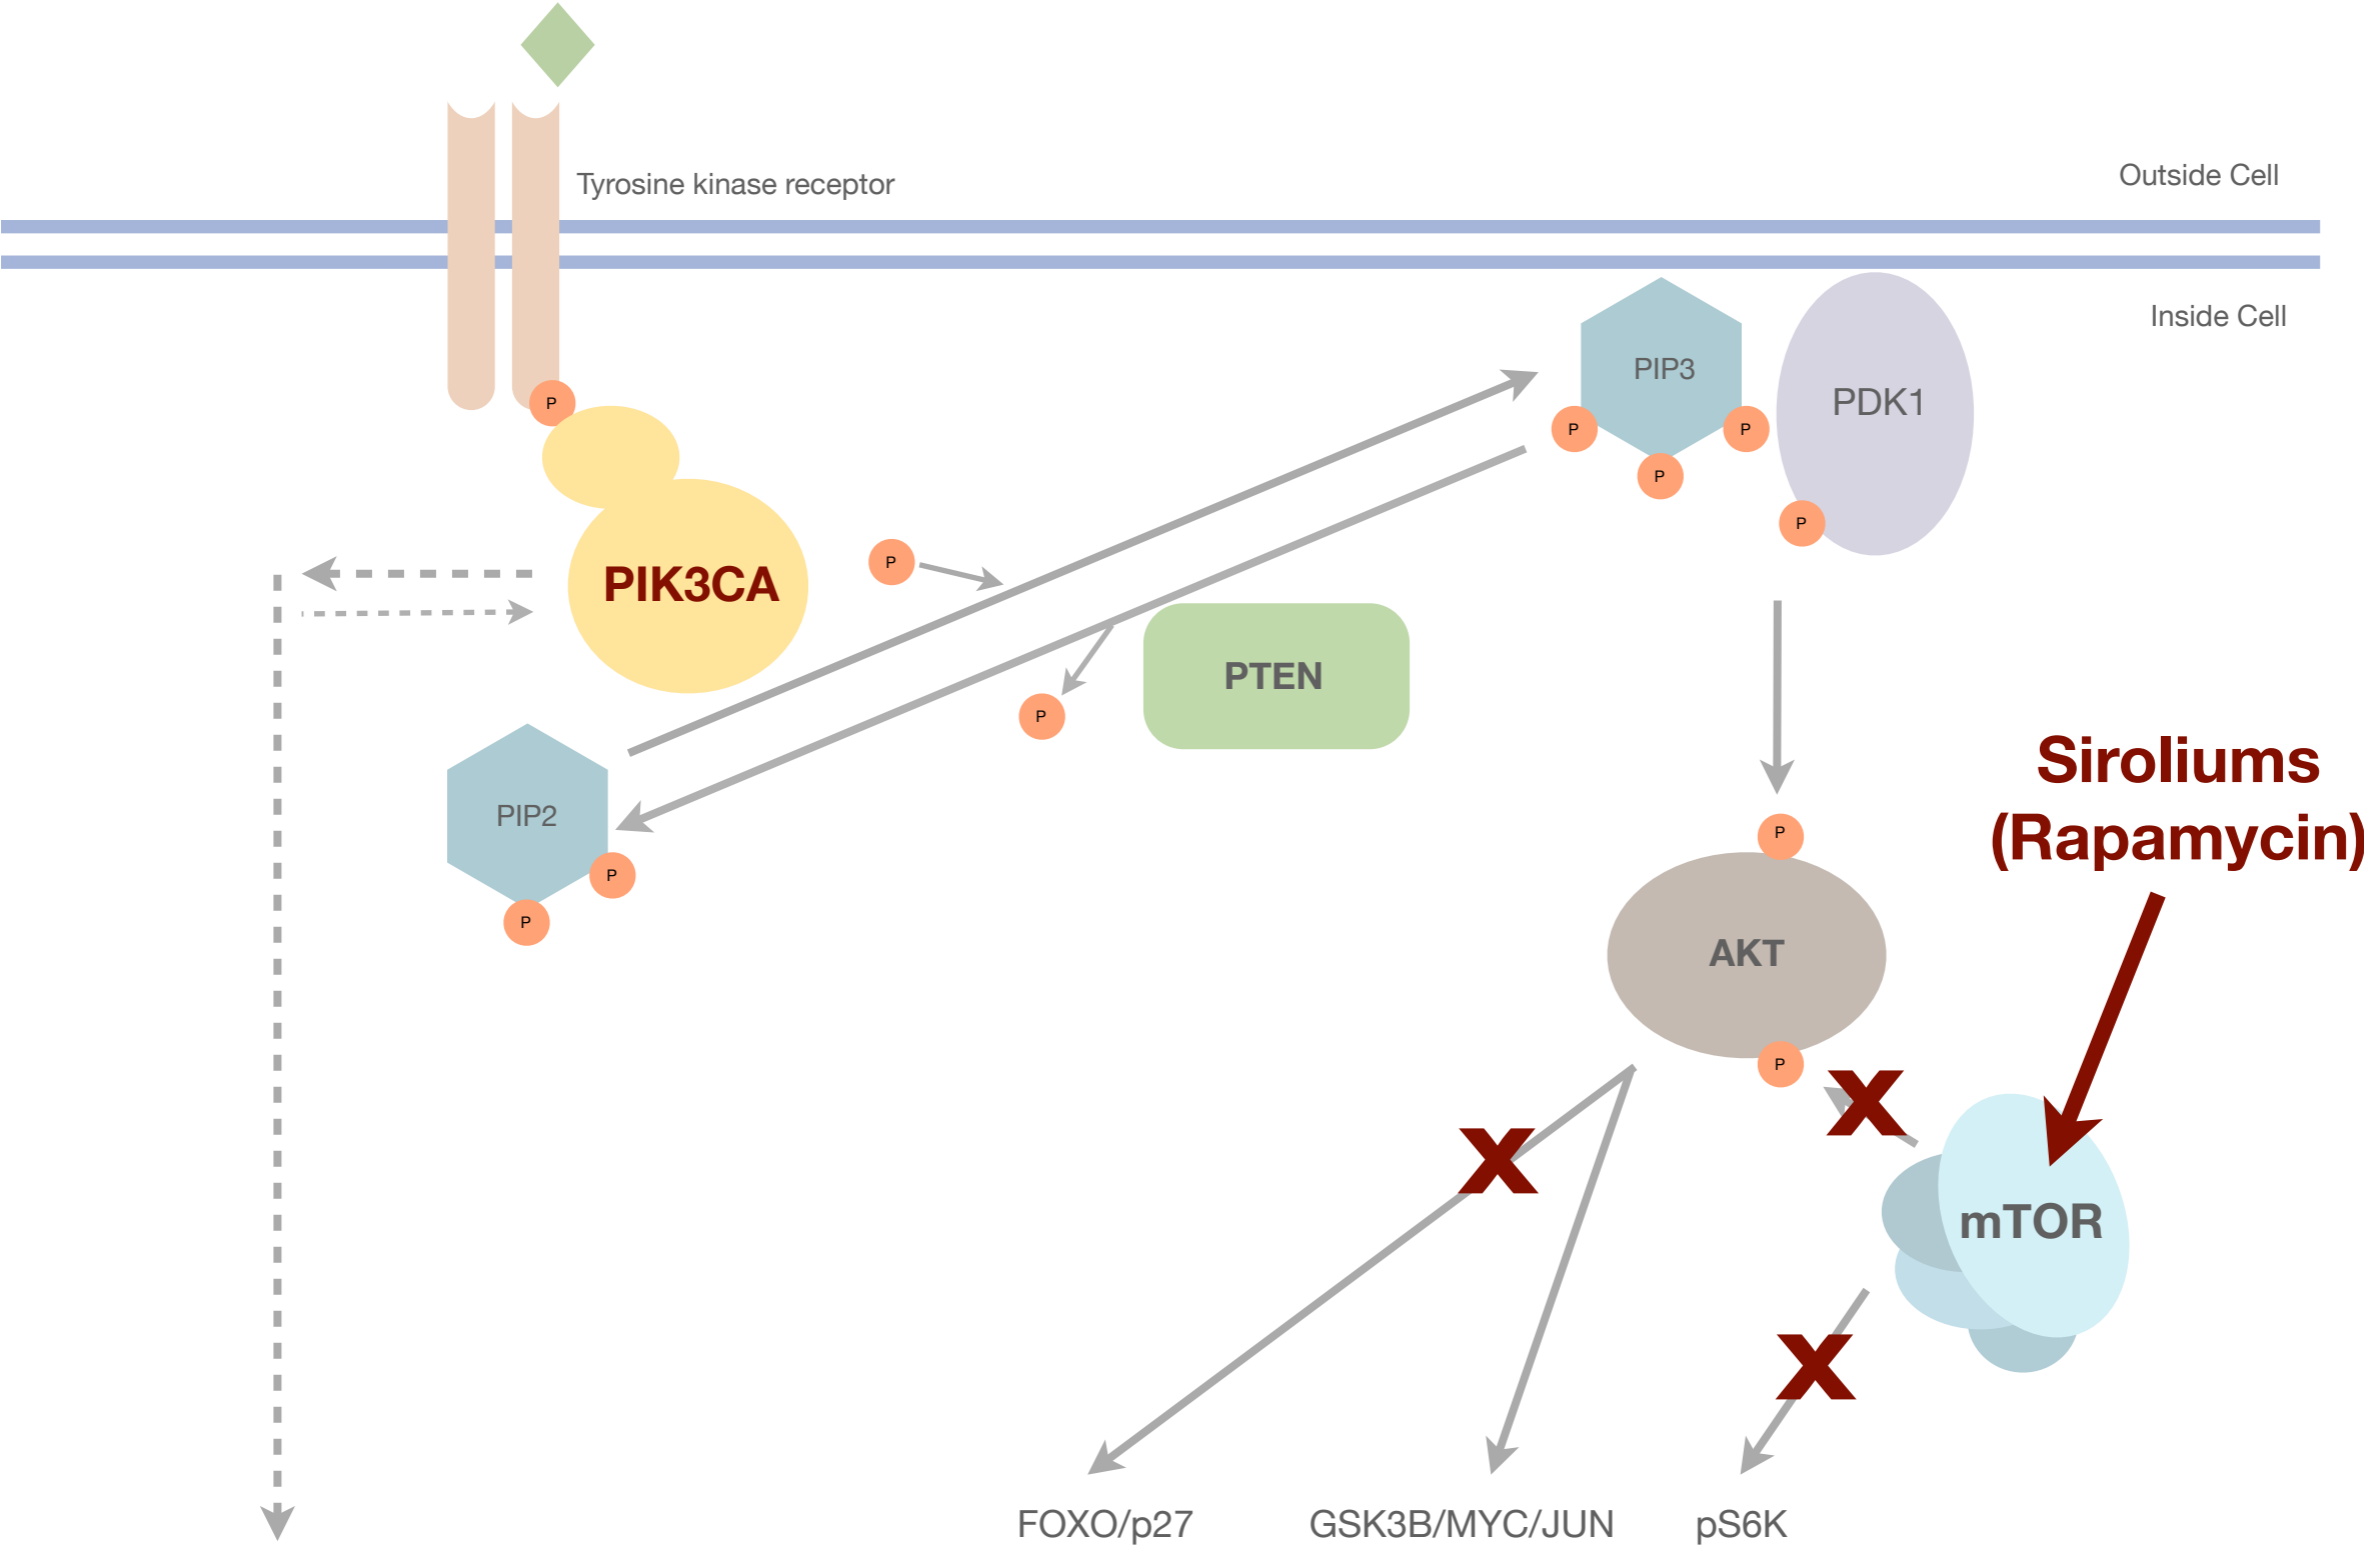 Tyrosine kinase receptor
Outside Cell
Inside Cell
PIP3
PDK1
P
P
P
P
P
P
PIK3CA
P
PTEN
P
Siroliums
(Rapamycin)
PIP2
P
P
P
AKT
P
X
X
mTOR
X
FOXO/p27
GSK3B/MYC/JUN
pS6K